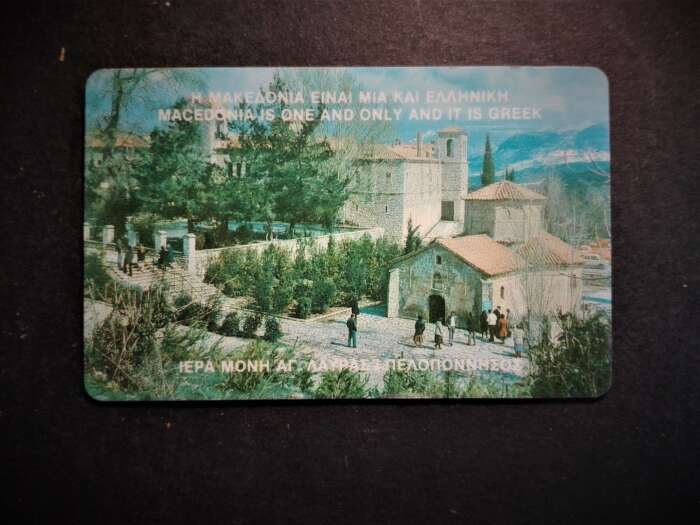 Η ΜΑΚΕΔΟΝΙΑ ΕΙΝΑΙ ΜΙΑ ΚΑΙ ΕΛΛΗΝΙΚΗ
MACEDONIA IS ONE AND ONLY AND IT IS GREEK
ΙΕΡΑ ΜΟΝΗ ΑΓ. ΛΑΥΡΑΣ - ΠΕΛΟΠΟΝΝΗΣΟΣ